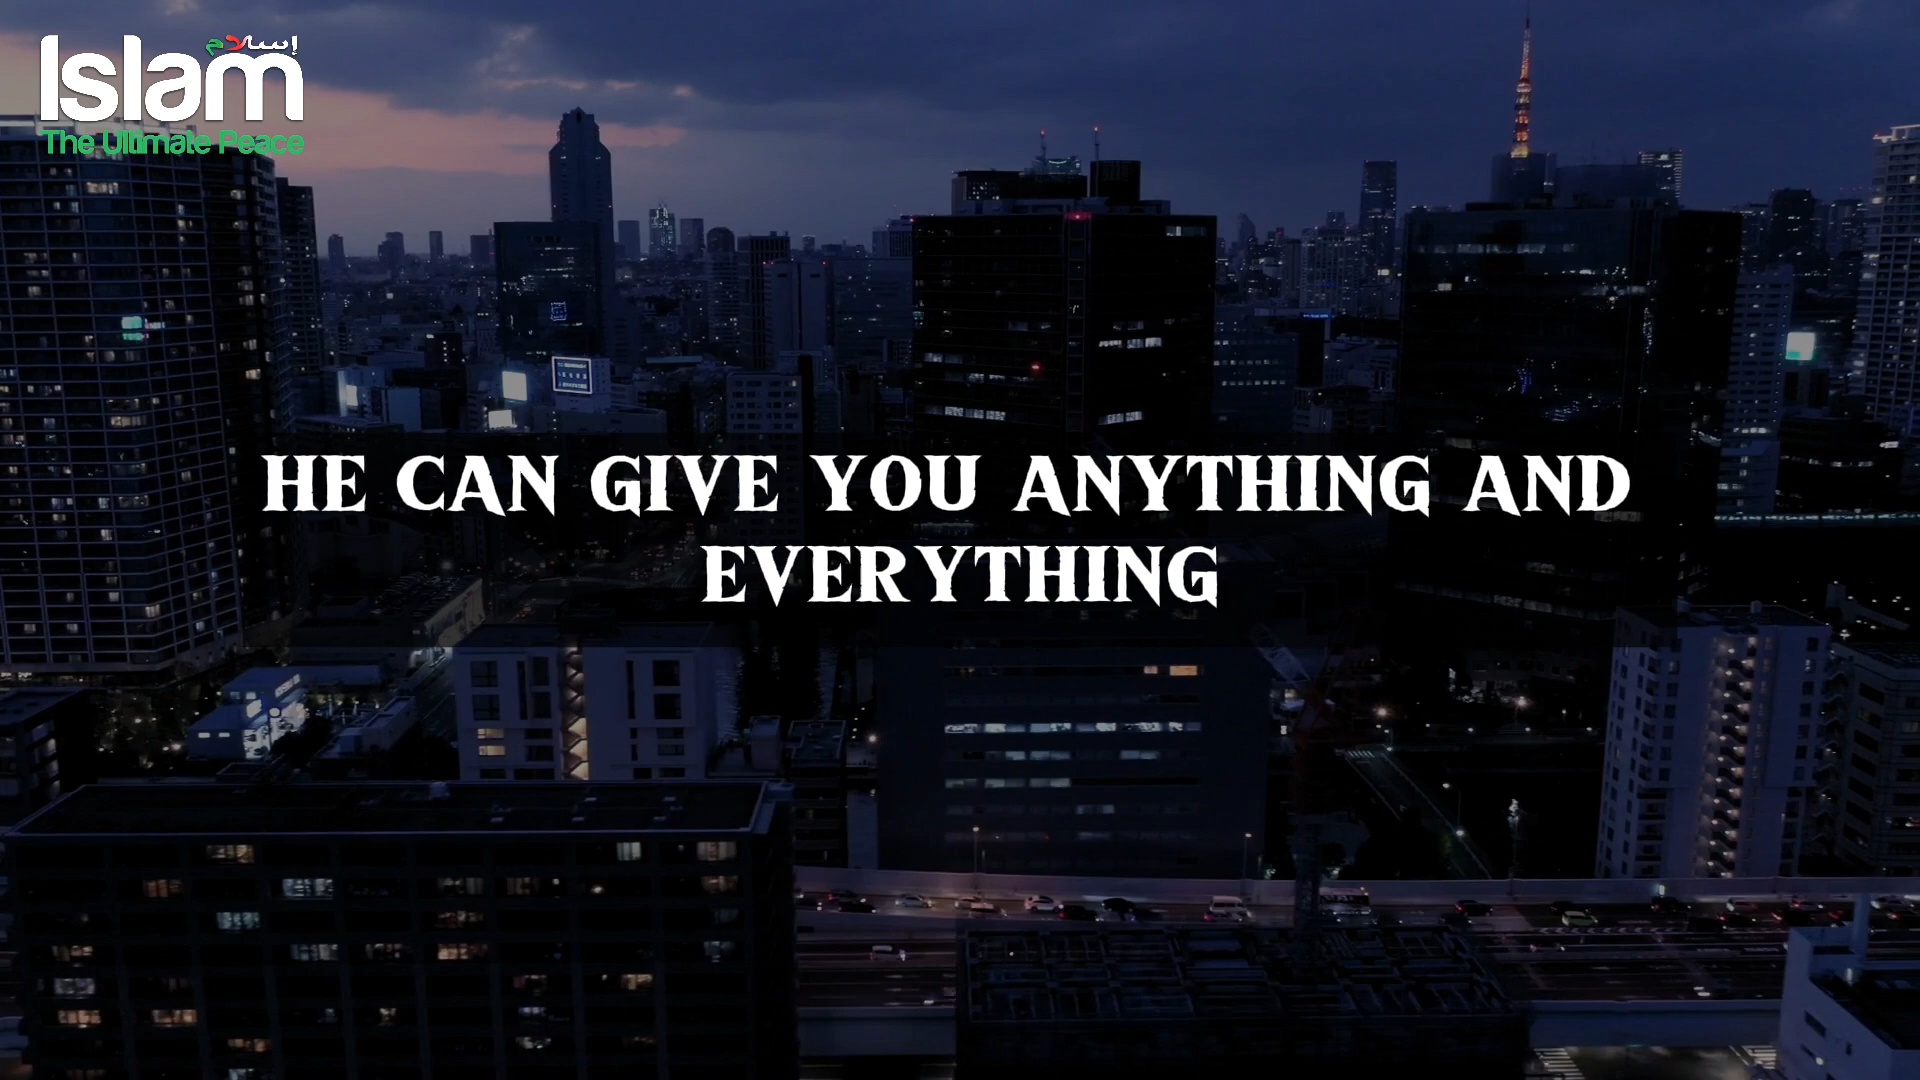 إسلام
Islam
The Ultimate Peace
HE CAN GIVE YOU ANYTHING AND
EVERYTHING